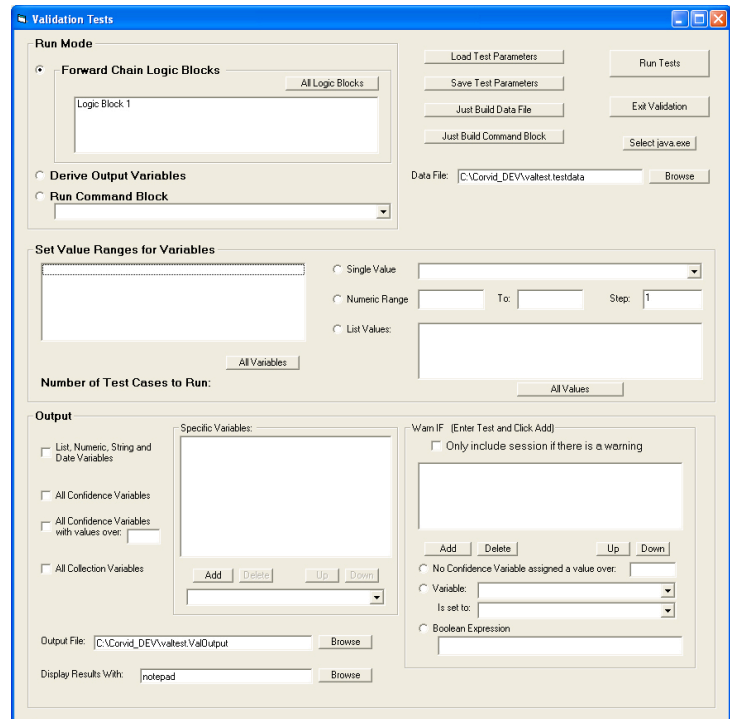 Validation Tests
Run Mode
Forward Chain Logic Blocks
All Logic Blocks
Logic Block 1
Derive Output Variables
Run Command Block
Load Test Parameters
Save Test Parameters
Just Build Data File
Just Build Command Block
Run Tests
Exit Validation
Select java.exe
Data File: C:\Corvid_DEV\valtest.testdata Browse
Set Value Ranges for Variables
Single Value
Numeric Range To: Step: 1
List Values:
All Variables
Number of Test Cases to Run:
All Values
Output
List, Numeric, String and
Date Variables
All Confidence Variables
All Confidence Variables
with values over:
All Collection Variables
Specific Variables:
Add Delete Up Down
Warn IF (Enter Test and Click Add)
Only include session if there is a warning
Add Delete Up Down
No Confidence Variable assigned a value over:
Variable:
Is set to:
Boolean Expression
Output File: C:\Corvid_DEV\valtest.ValOutput Browse
Display Results With: notepad Browse